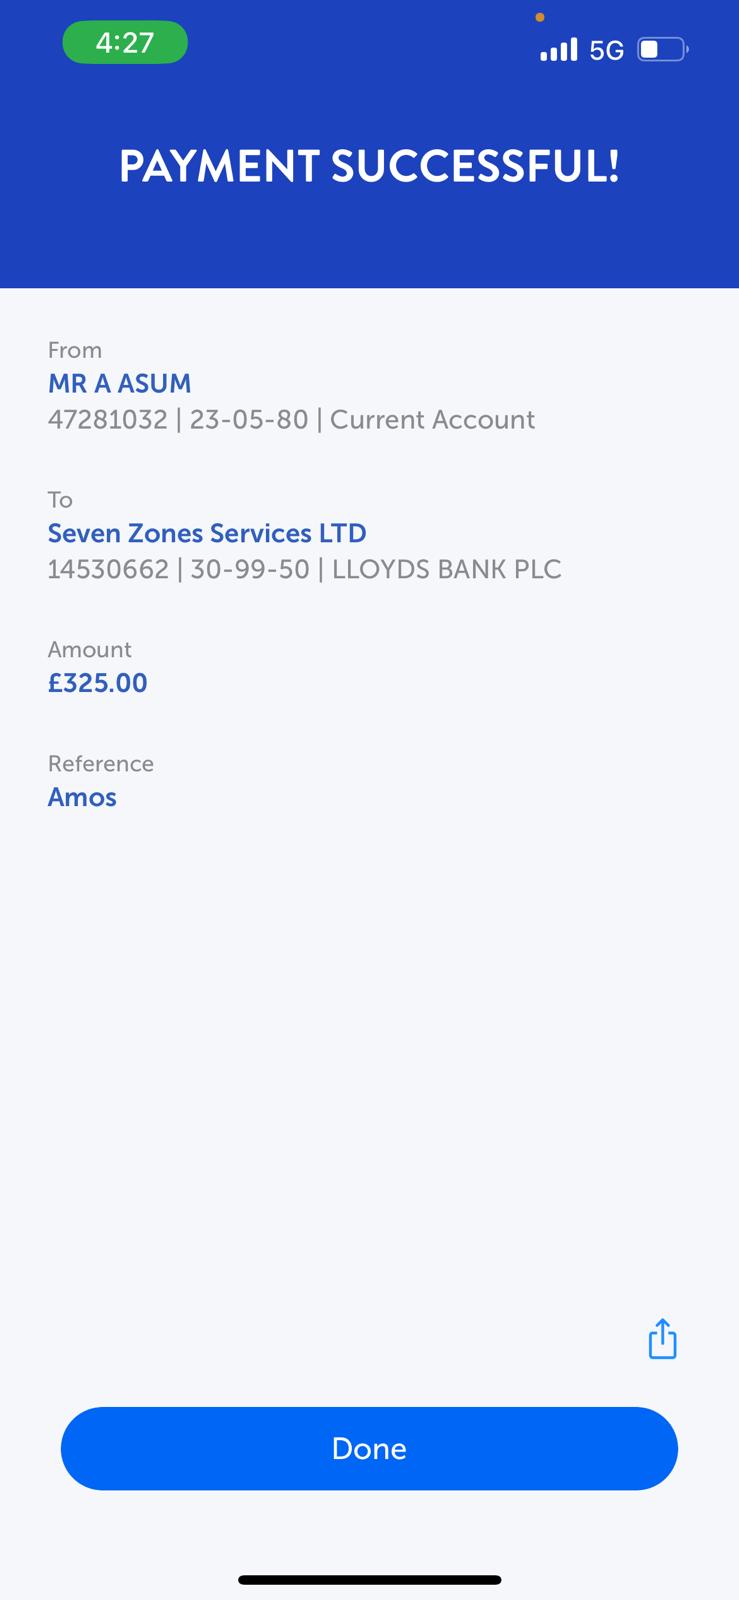 4:27
5G
PAYMENT SUCCESSFUL!
From
MR A ASUM
47281032 | 23-05-80 | Current Account
To
Seven Zones Services LTD
14530662 | 30-99-50 | LLOYDS BANK PLC
Amount
£325.00
Reference
Amos
Done